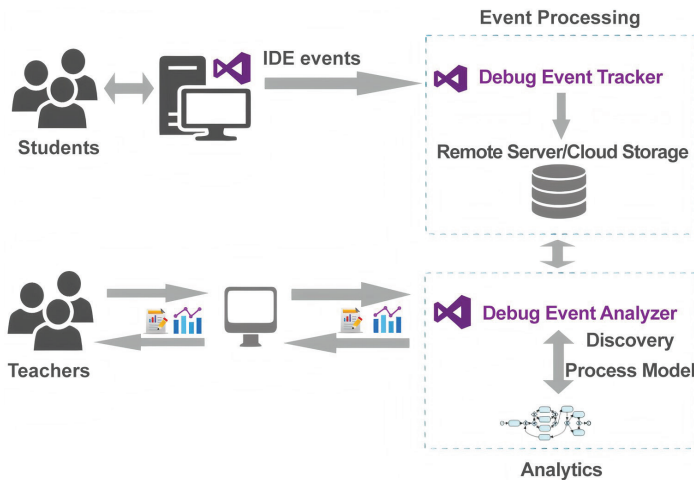 Event Processing
IDE events
Debug Event Tracker
Students
Remote Server/Cloud Storage
Debug Event Analyzer
Discovery
Teachers
Process Model
Analytics